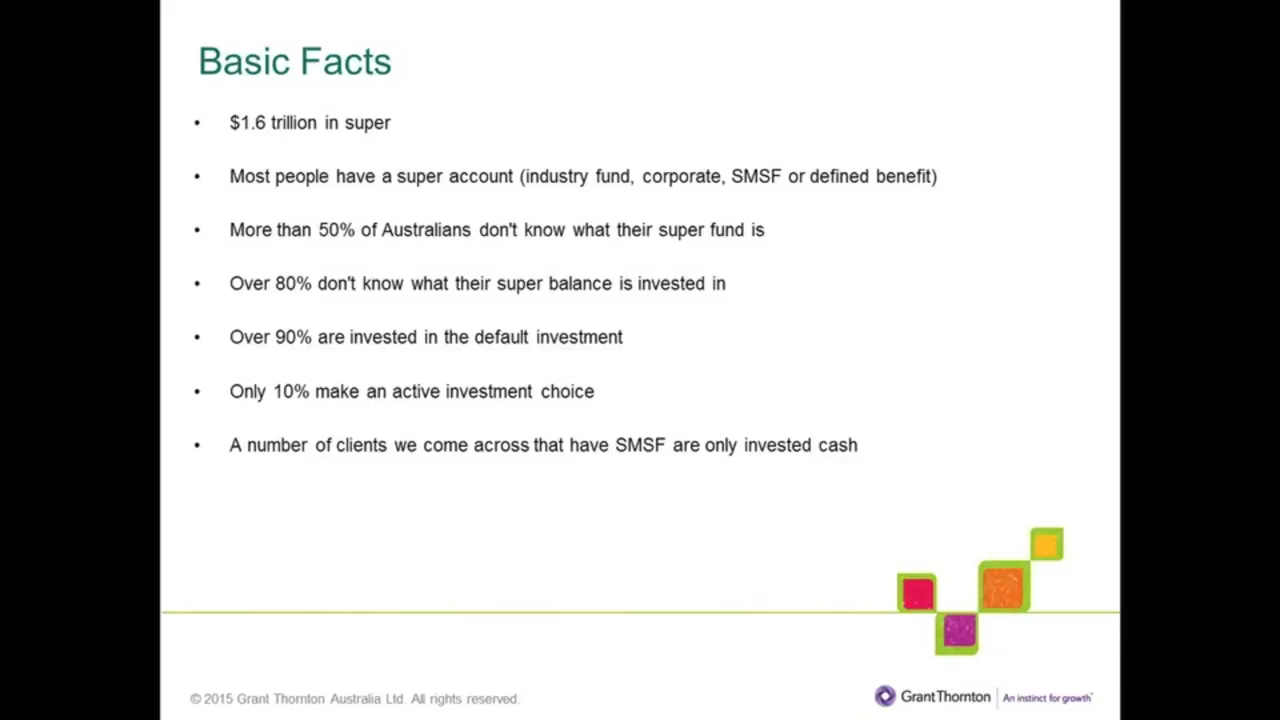 Basic Facts
• $1.6 trillion in super
• Most people have a super account (industry fund, corporate, SMSF or defined benefit)
• More than 50% of Australians don't know what their super fund is
• Over 80% don't know what their super balance is invested in
• Over 90% are invested in the default investment
• Only 10% make an active investment choice
• A number of clients we come across that have SMSF are only invested cash
© 2015 Grant Thornton Australia Ltd. All rights reserved.
Grant Thornton | An instinct for growth™